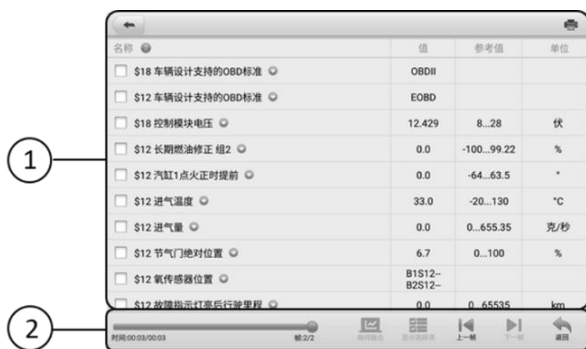 名称 值 参考值 单位
$18 车辆设计支持的OBD标准 OBDII
$12 车辆设计支持的OBD标准 EOBD
$18 控制模块电压 12.429 8...28 伏
$12 长期燃油修正 组2 0.0 -100...99.22 %
$12 汽缸1点火正时提前 0.0 -64...63.5 °
$12 进气温度 33.0 -20...130 °C
$12 进气量 0.0 0...655.35 克/秒
$12 节气门绝对位置 6.7 0...100 %
$12 氧传感器位置 B1S12--
B2S12--
$12 故障指示灯亮后行驶里程 0.0 0...65535 km
1
2
时间:00:03/00:03 帧:2/2 上一帧 下一帧 返回